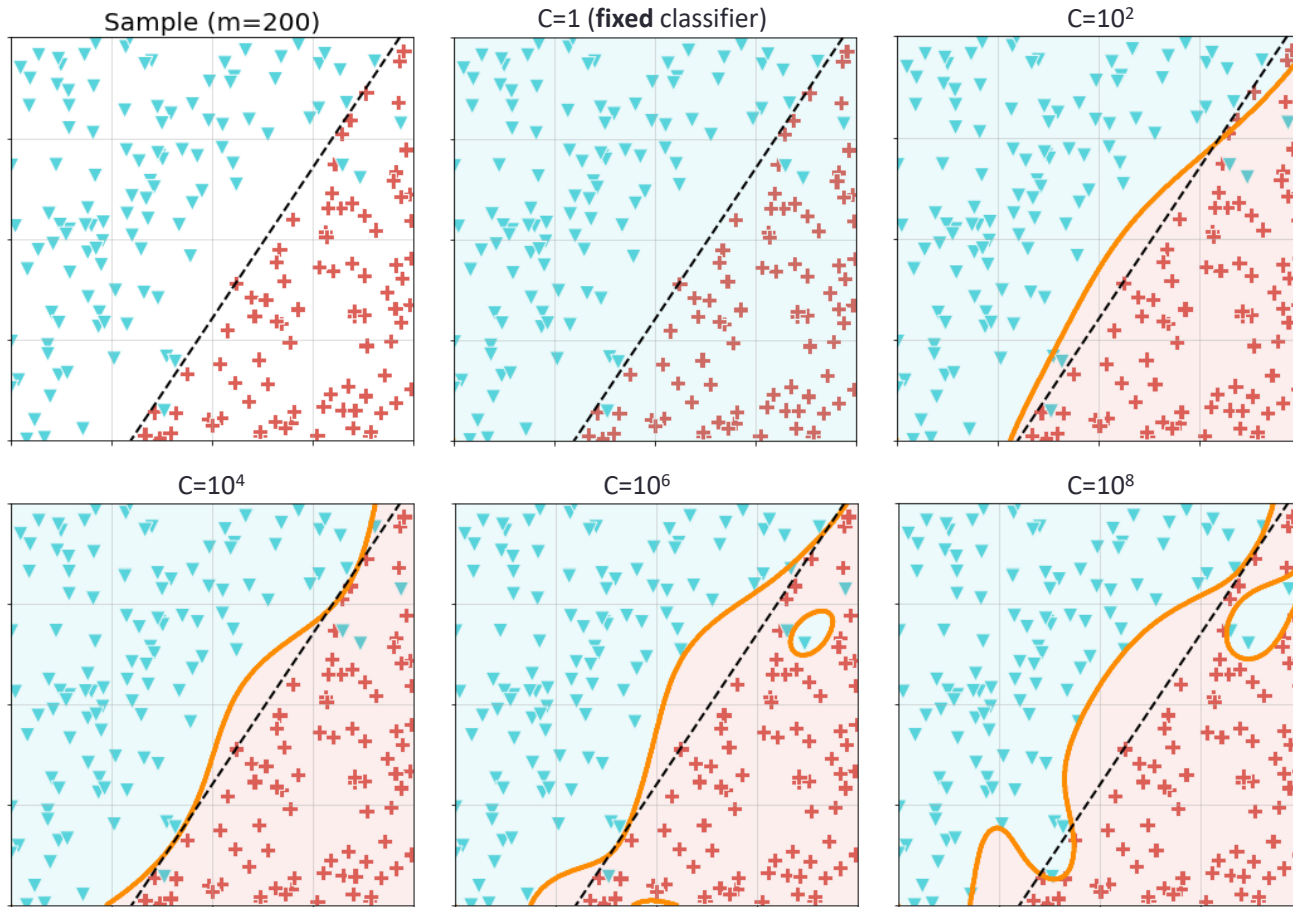 Sample (m=200)
C=1 (fixed classifier)
C=10²
C=10⁴
C=10⁶
C=10⁸